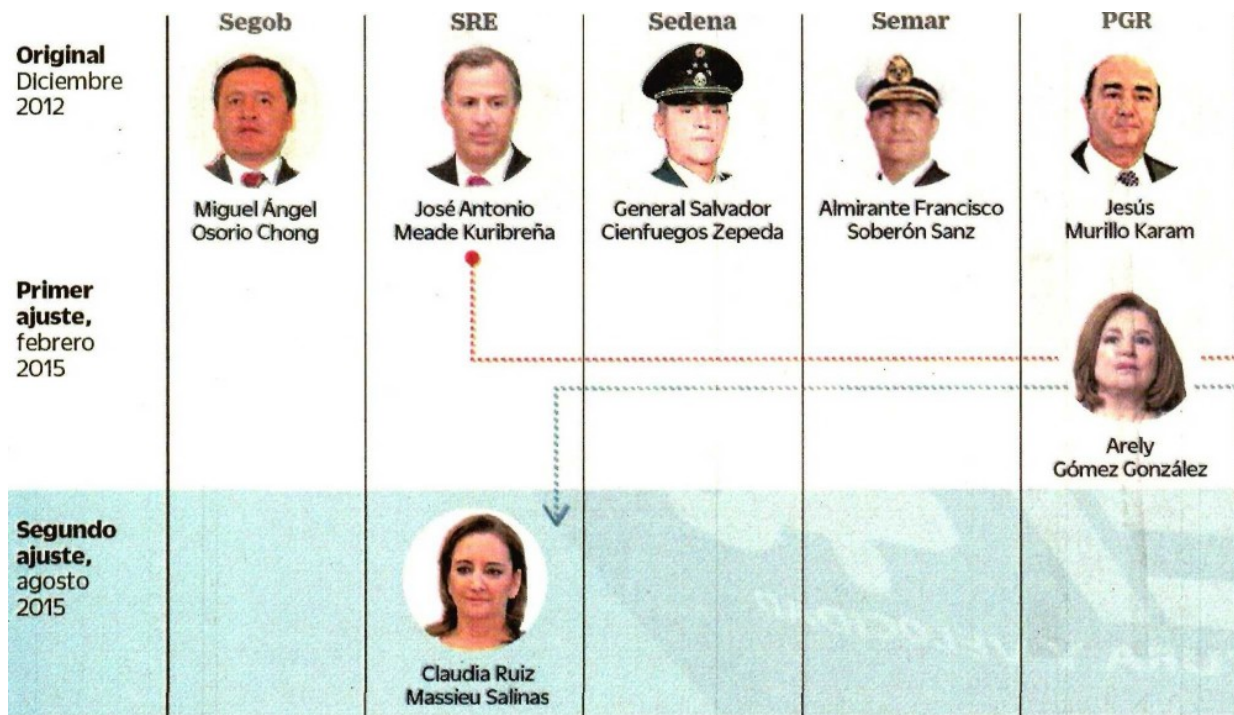 Segob
SRE
Sedena
Semar
PGR
Original
Diciembre
2012
Miguel Ángel
Osorio Chong
José Antonio
Meade Kuribreña
General Salvador
Cienfuegos Zepeda
Almirante Francisco
Soberón Sanz
Jesús
Murillo Karam
Primer
ajuste,
febrero
2015
Arely
Gómez González
Segundo
ajuste,
agosto
2015
Claudia Ruiz
Massieu Salinas